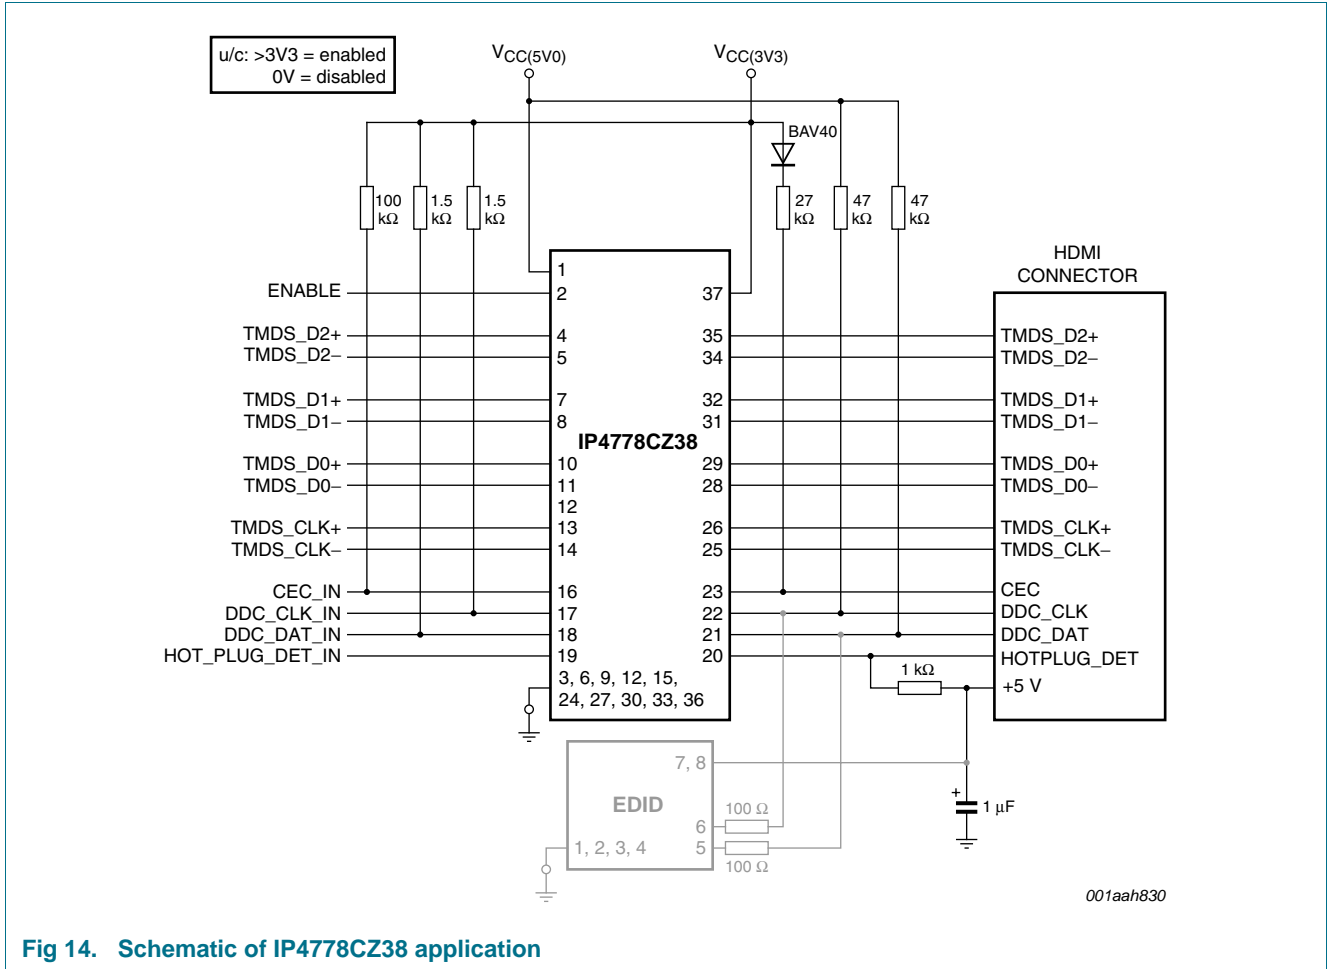 u/c: >3V3 = enabled
0V = disabled
VCC(5V0)
VCC(3V3)
BAV40
100 kΩ
1.5 kΩ
1.5 kΩ
27 kΩ
47 kΩ
47 kΩ
HDMI
CONNECTOR
1
ENABLE
2
37
TMDS_D2+
4
35
TMDS_D2+
TMDS_D2−
5
34
TMDS_D2−
TMDS_D1+
7
32
TMDS_D1+
TMDS_D1−
8
31
TMDS_D1−
IP4778CZ38
TMDS_D0+
10
29
TMDS_D0+
TMDS_D0−
11
28
TMDS_D0−
12
TMDS_CLK+
13
26
TMDS_CLK+
TMDS_CLK−
14
25
TMDS_CLK−
CEC_IN
16
23
CEC
DDC_CLK_IN
17
22
DDC_CLK
DDC_DAT_IN
18
21
DDC_DAT
HOT_PLUG_DET_IN
19
20
HOTPLUG_DET
3, 6, 9, 12, 15,
24, 27, 30, 33, 36
1 kΩ
+5 V
7, 8
EDID
100 Ω
6
1, 2, 3, 4
5
100 Ω
+
1 μF
001aah830
Fig 14. Schematic of IP4778CZ38 application